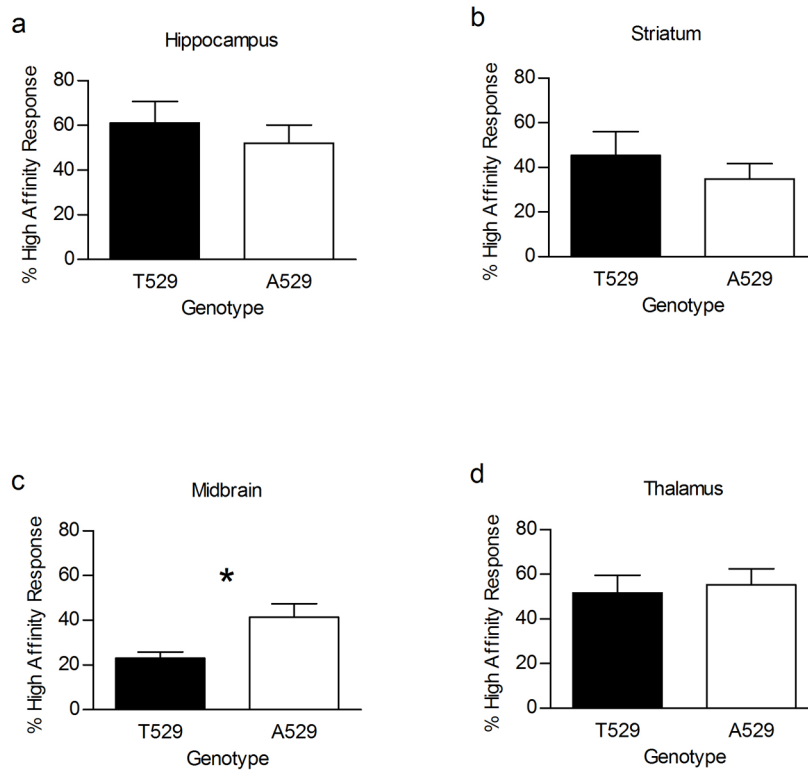 a
Hippocampus
% High Affinity Response
80
60
40
20
0
T529 A529
Genotype
b
Striatum
% High Affinity Response
80
60
40
20
0
T529 A529
Genotype
c
Midbrain
% High Affinity Response
80
60
40
20
0
*
T529 A529
Genotype
d
Thalamus
% High Affinity Response
80
60
40
20
0
T529 A529
Genotype